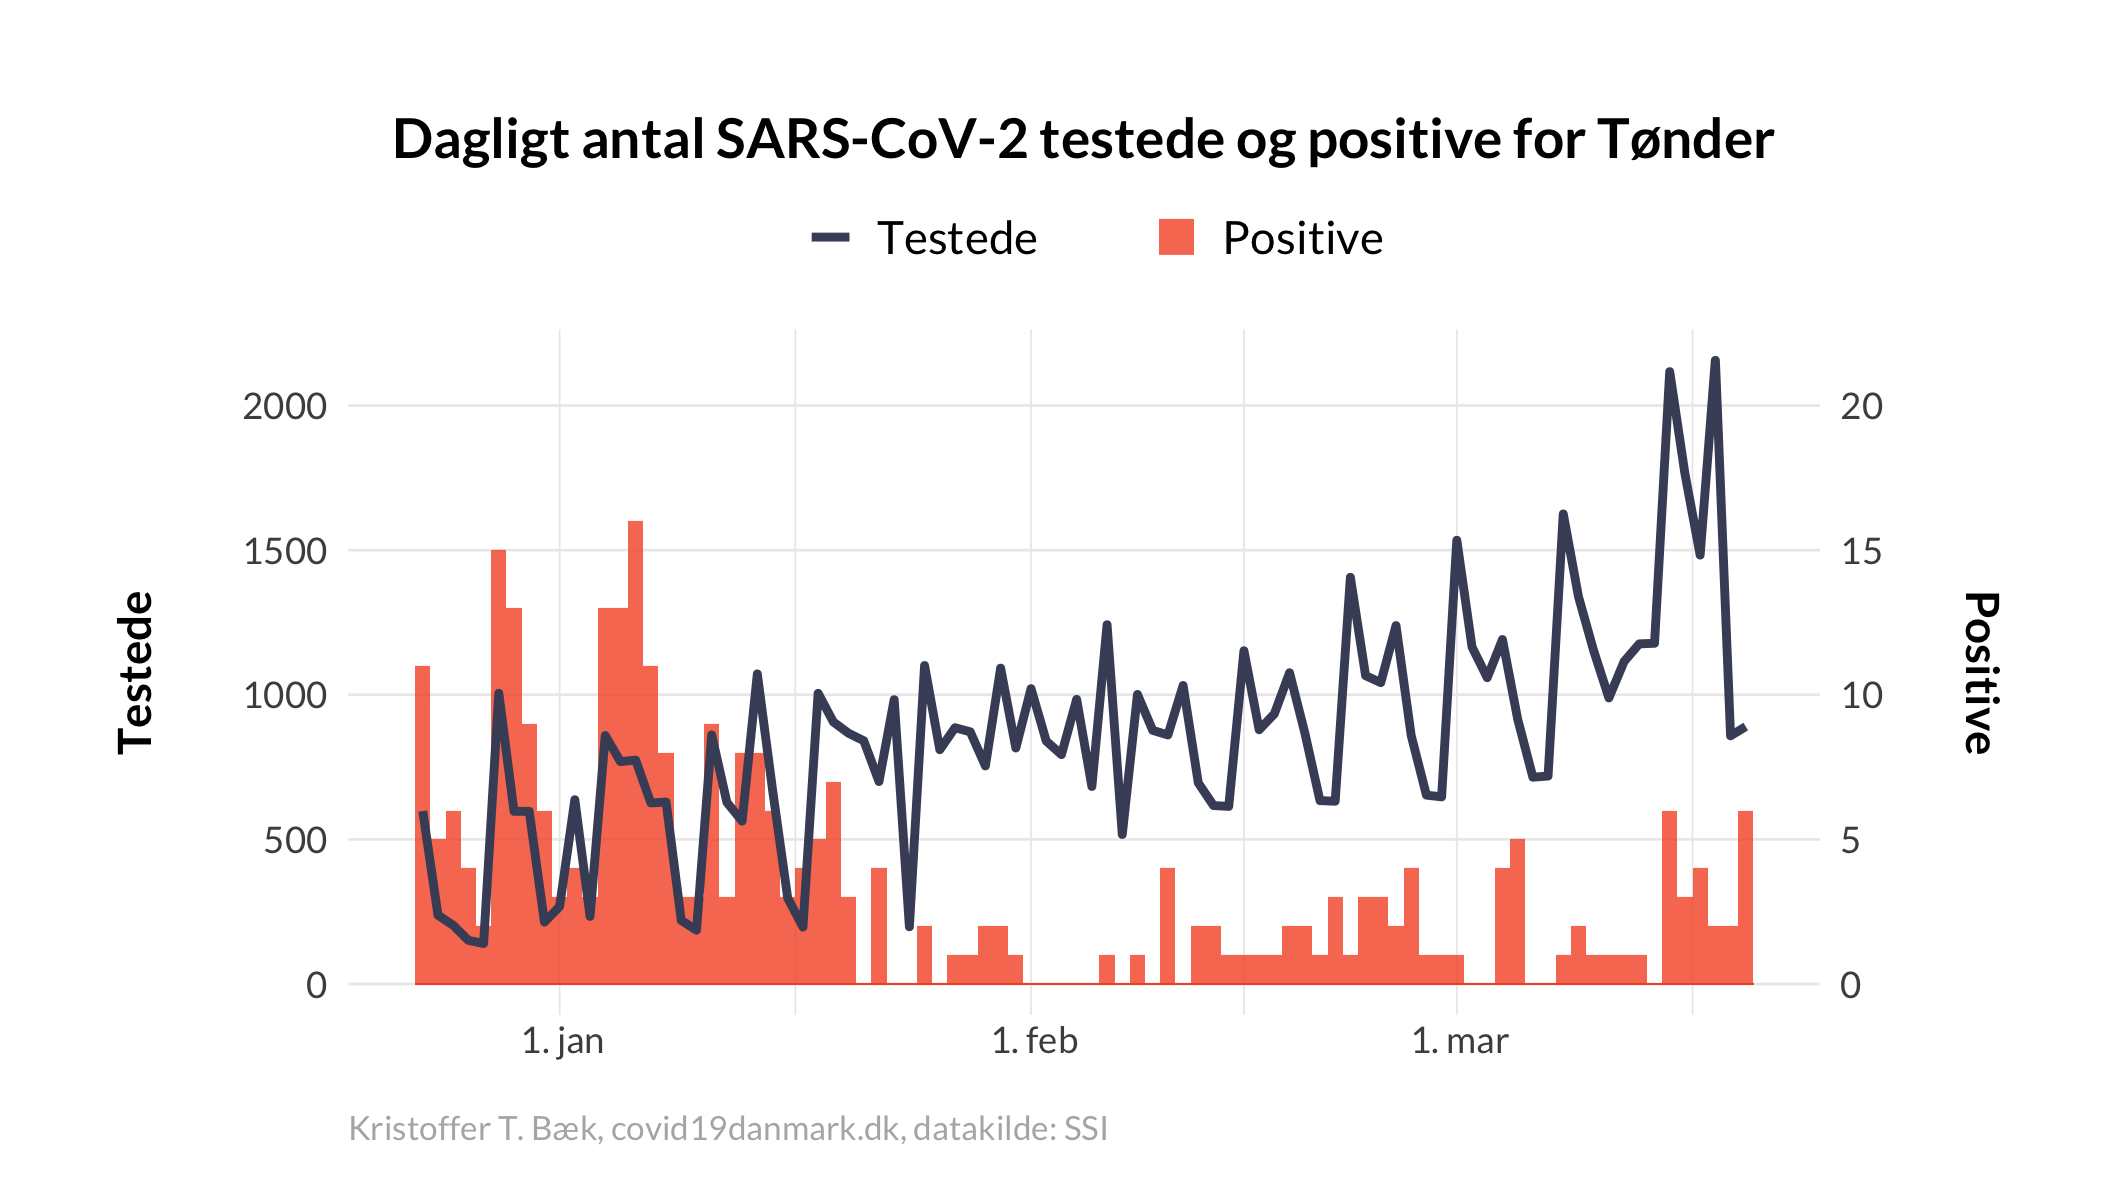 Dagligt antal SARS-CoV-2 testede og positive for Tønder
Testede Positive
2000 20
1500 15
1000 10
500 5
0 0
Testede
Positive
1. jan 1. feb 1. mar
Kristoffer T. Bæk, covid19danmark.dk, datakilde: SSI